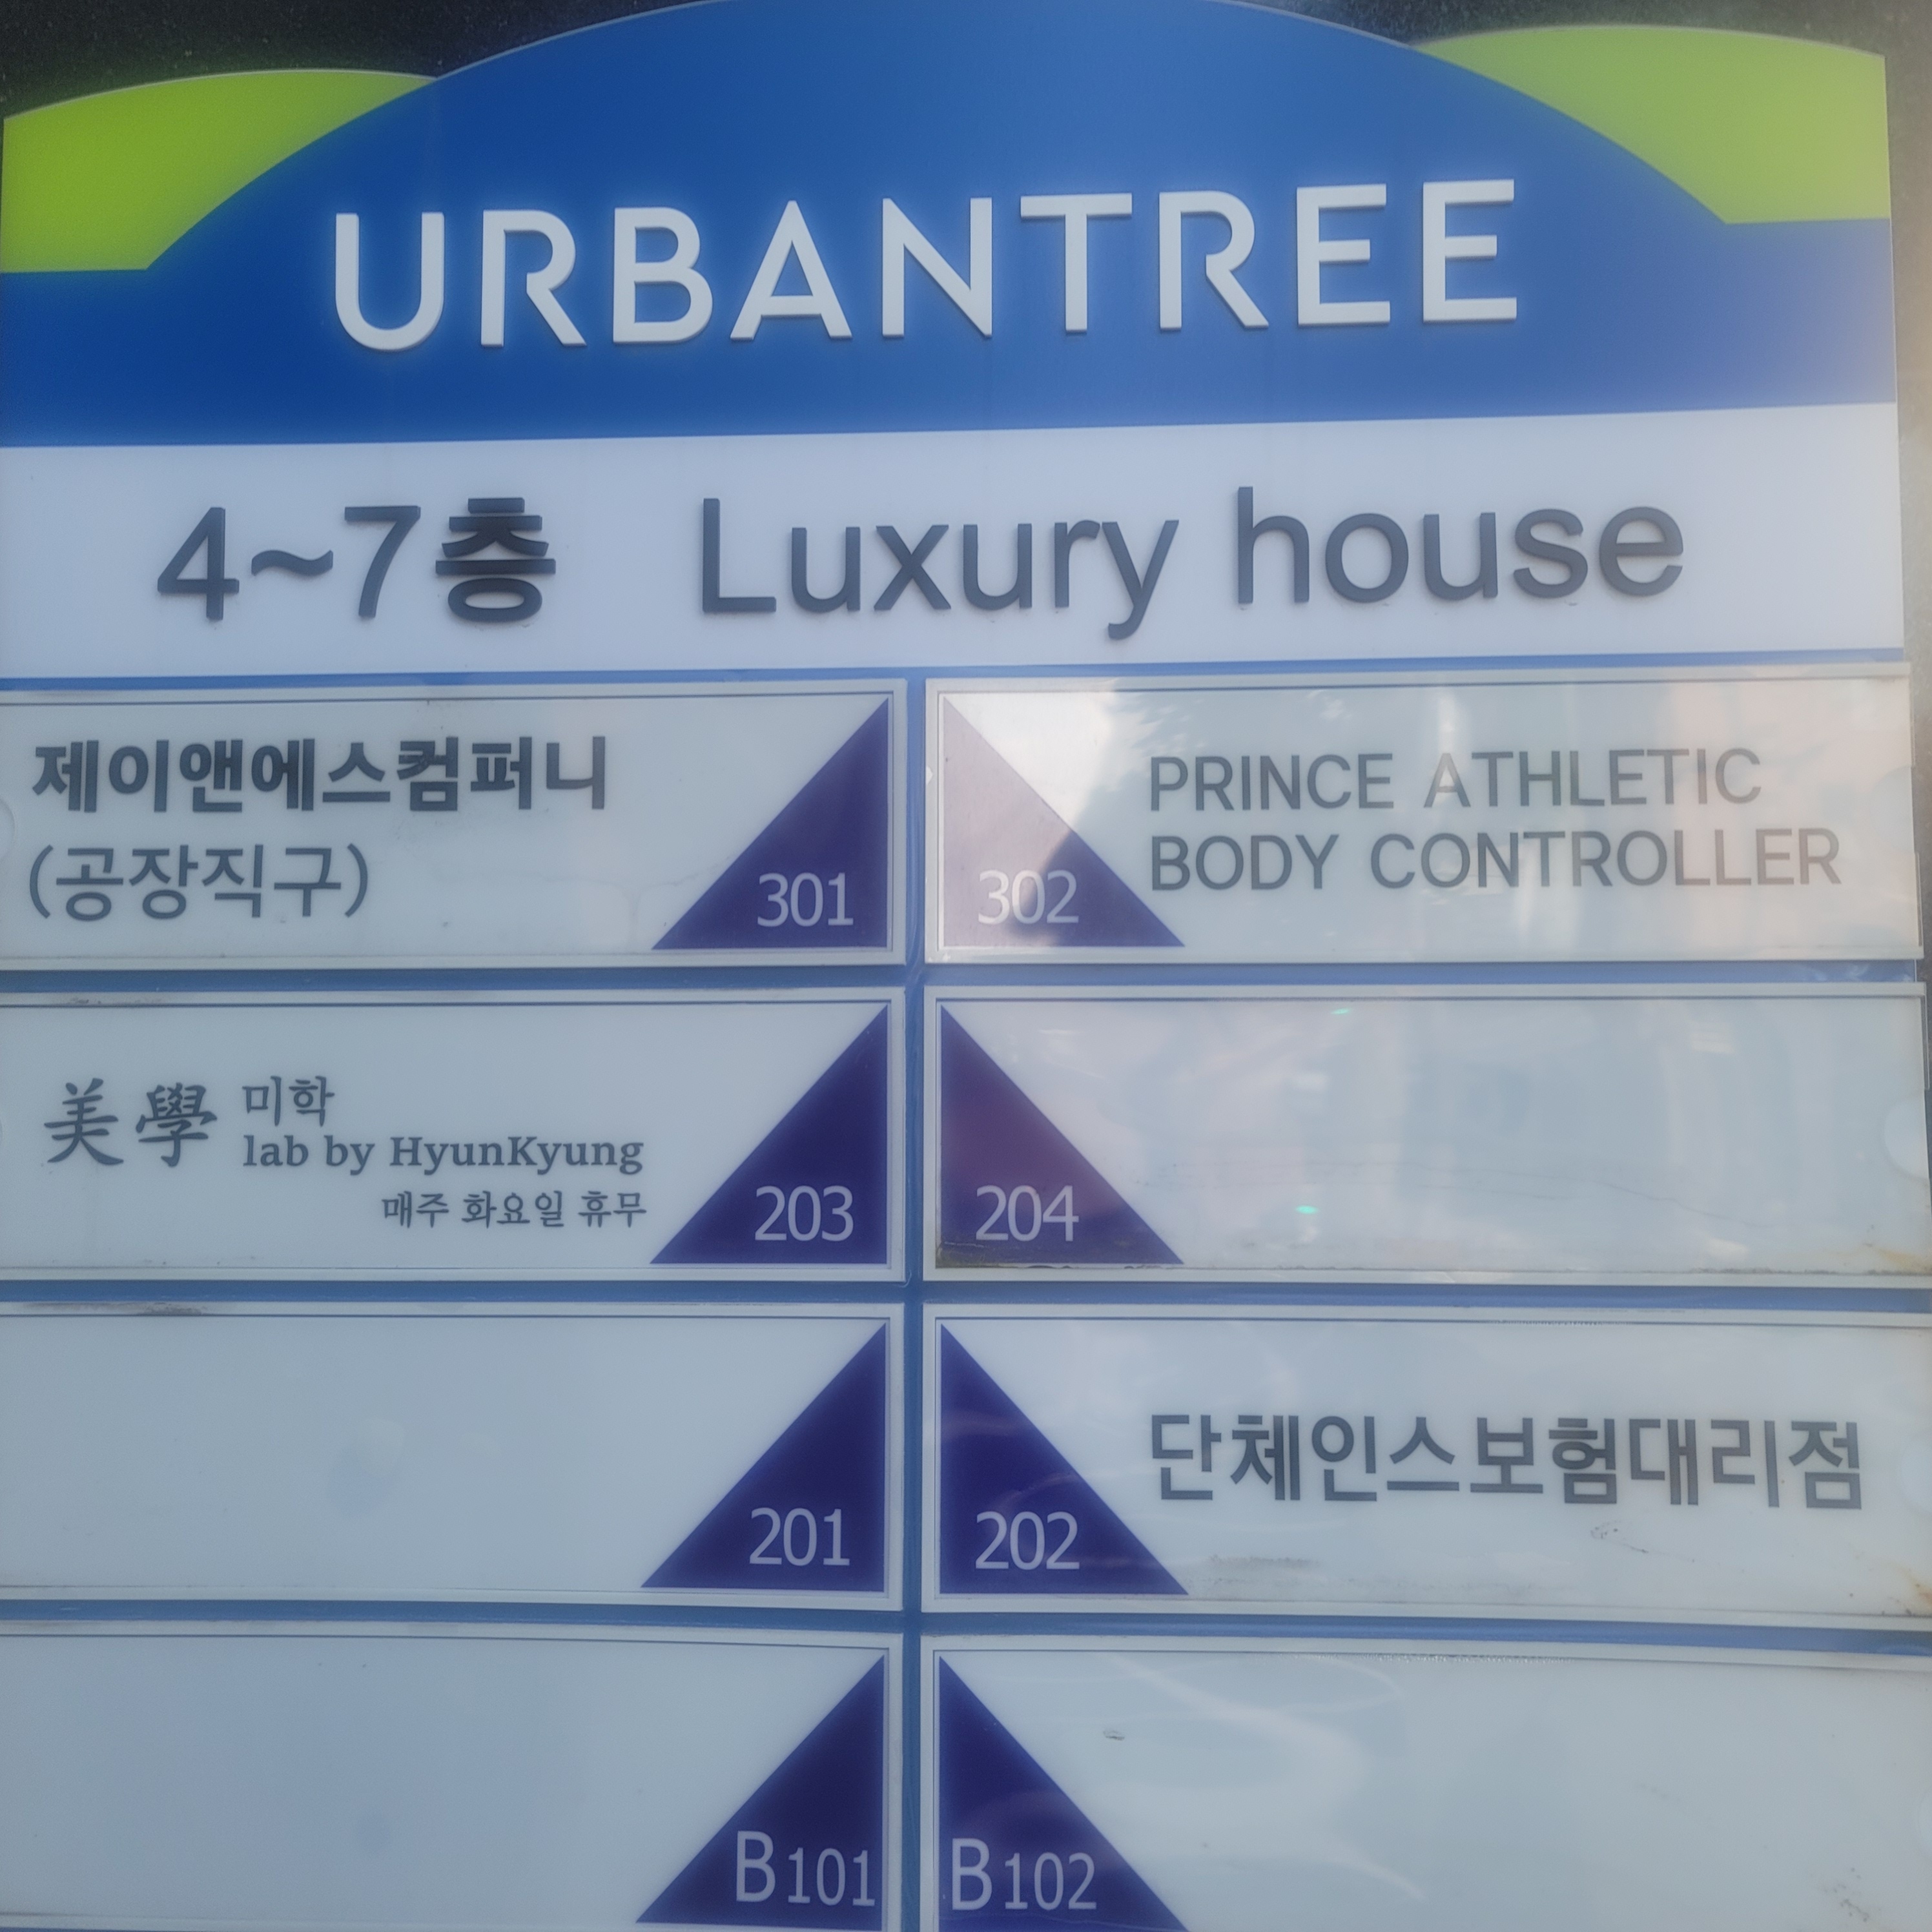 URBANTREE
4~7층 Luxury house
제이앤에스컴퍼니
(공장직구)
301
302
PRINCE ATHLETIC
BODY CONTROLLER
美學 미학
lab by HyunKyung
매주 화요일 휴무
203
204
201
202
단체인스보험대리점
B101
B102